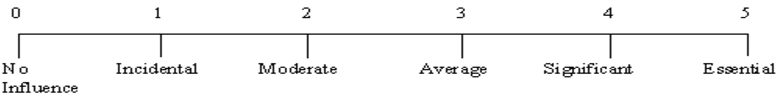 0 1 2 3 4 5
No Incidental Moderate Average Significant Essential
Influence